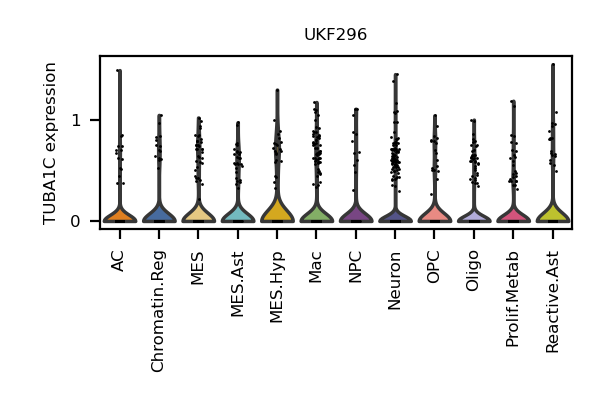 UKF296
TUBA1C expression
1
0
AC
Chromatin.Reg
MES
MES.Ast
MES.Hyp
Mac
NPC
Neuron
OPC
Oligo
Prolif.Metab
Reactive.Ast